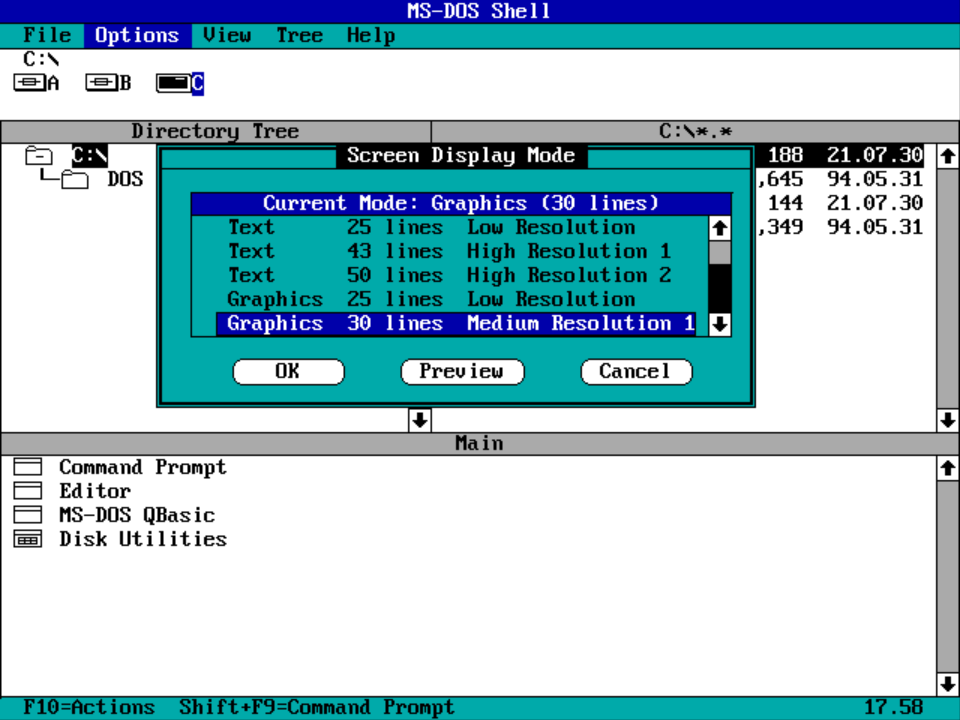 MS-DOS Shell
File Options View Tree Help
C:\
A B C
Directory Tree C:\*.*
C:\ 188 21.07.30
DOS ,645 94.05.31
144 21.07.30
,349 94.05.31
Screen Display Mode
Current Mode: Graphics (30 lines)
Text 25 lines Low Resolution
Text 43 lines High Resolution 1
Text 50 lines High Resolution 2
Graphics 25 lines Low Resolution
Graphics 30 lines Medium Resolution 1
OK Preview Cancel
Main
Command Prompt
Editor
MS-DOS QBasic
Disk Utilities
F10=Actions Shift+F9=Command Prompt 17.58